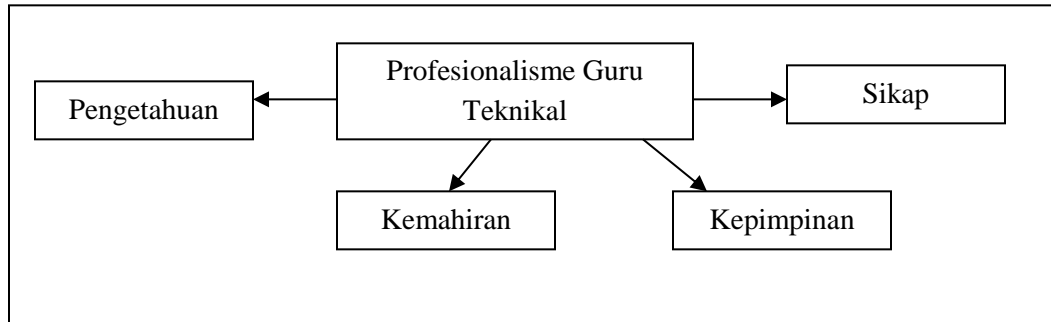 Profesionalisme Guru
Teknikal
Pengetahuan
Sikap
Kemahiran
Kepimpinan